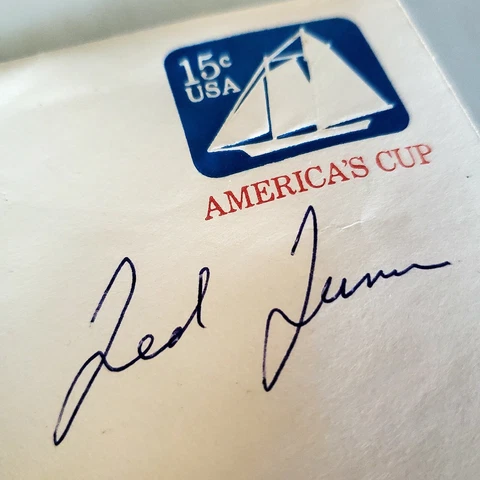 15c
USA
AMERICA'S CUP
Ted Turner